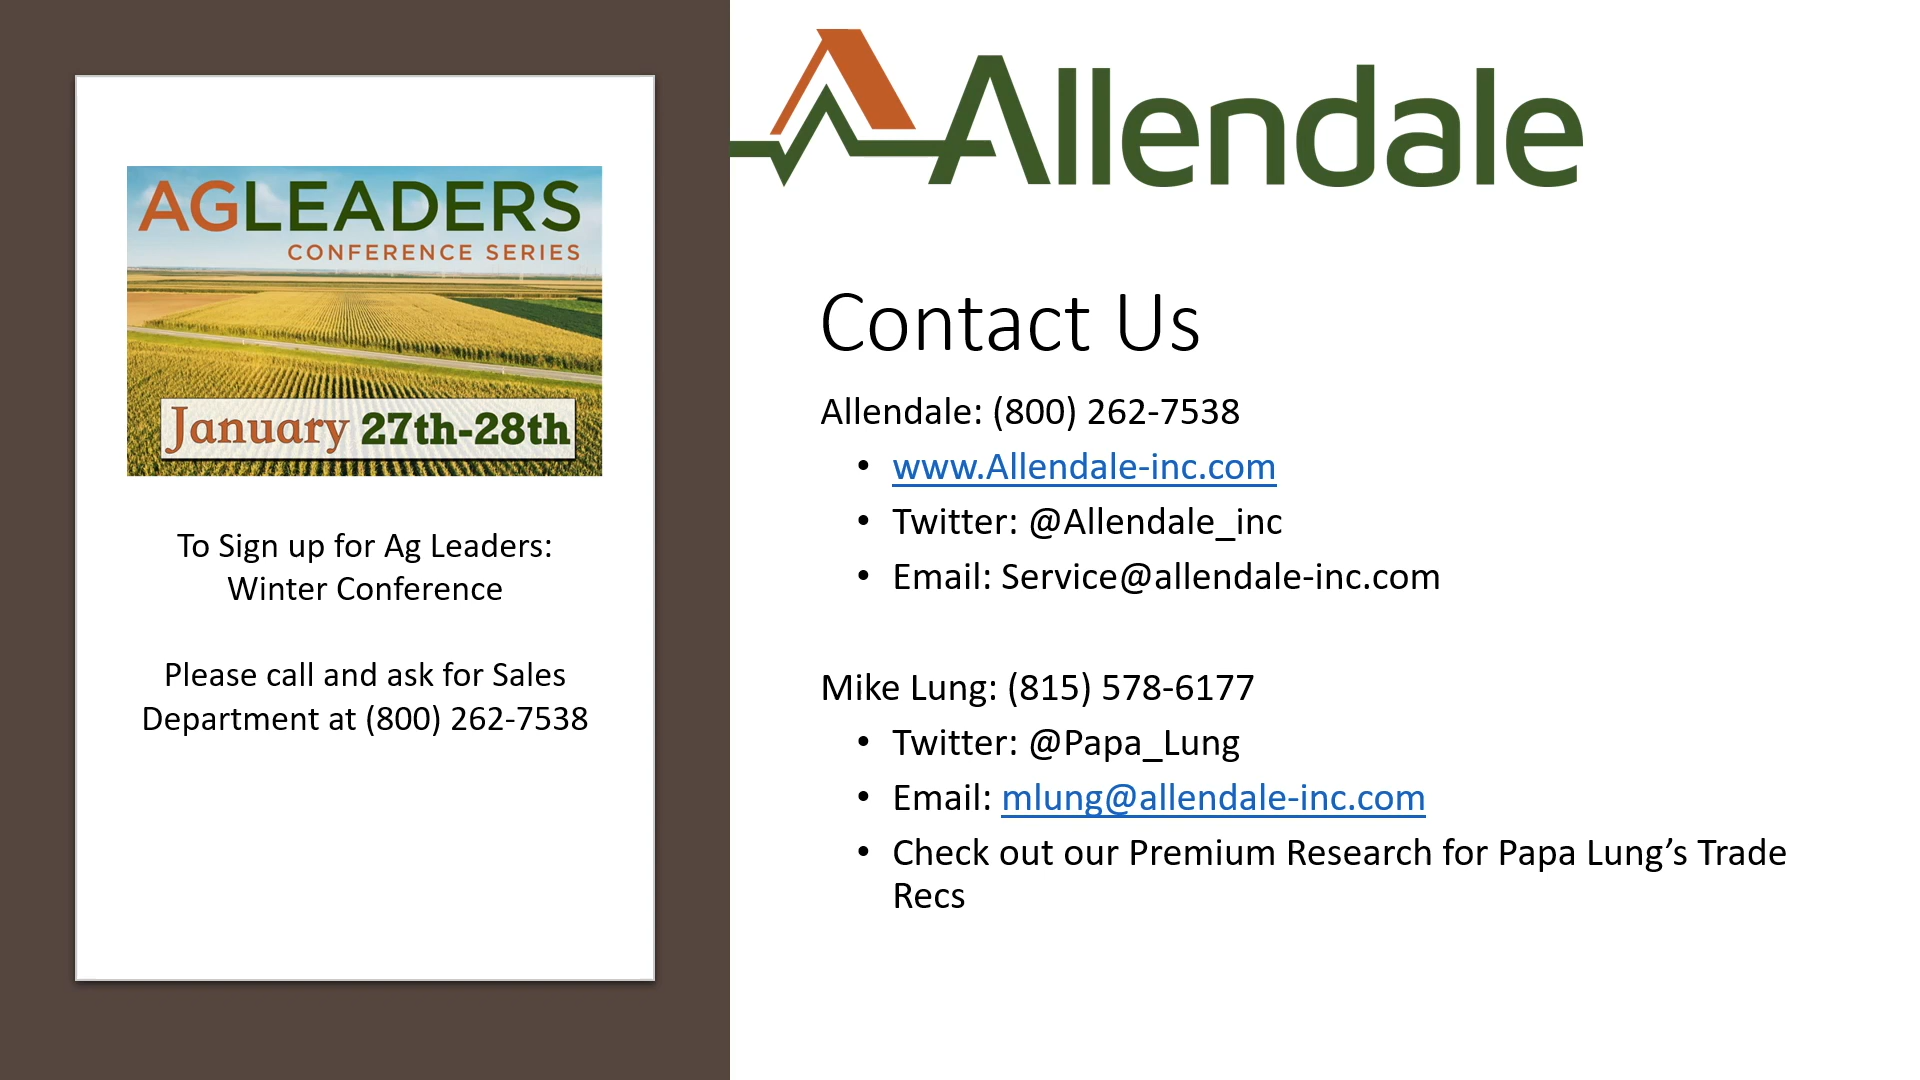 AGLEADERS
CONFERENCE SERIES
January 27th-28th
To Sign up for Ag Leaders:
Winter Conference
Please call and ask for Sales
Department at (800) 262-7538
Allendale
Contact Us
Allendale: (800) 262-7538
• www.Allendale-inc.com
• Twitter: @Allendale_inc
• Email: Service@allendale-inc.com
Mike Lung: (815) 578-6177
• Twitter: @Papa_Lung
• Email: mlung@allendale-inc.com
• Check out our Premium Research for Papa Lung’s Trade
Recs